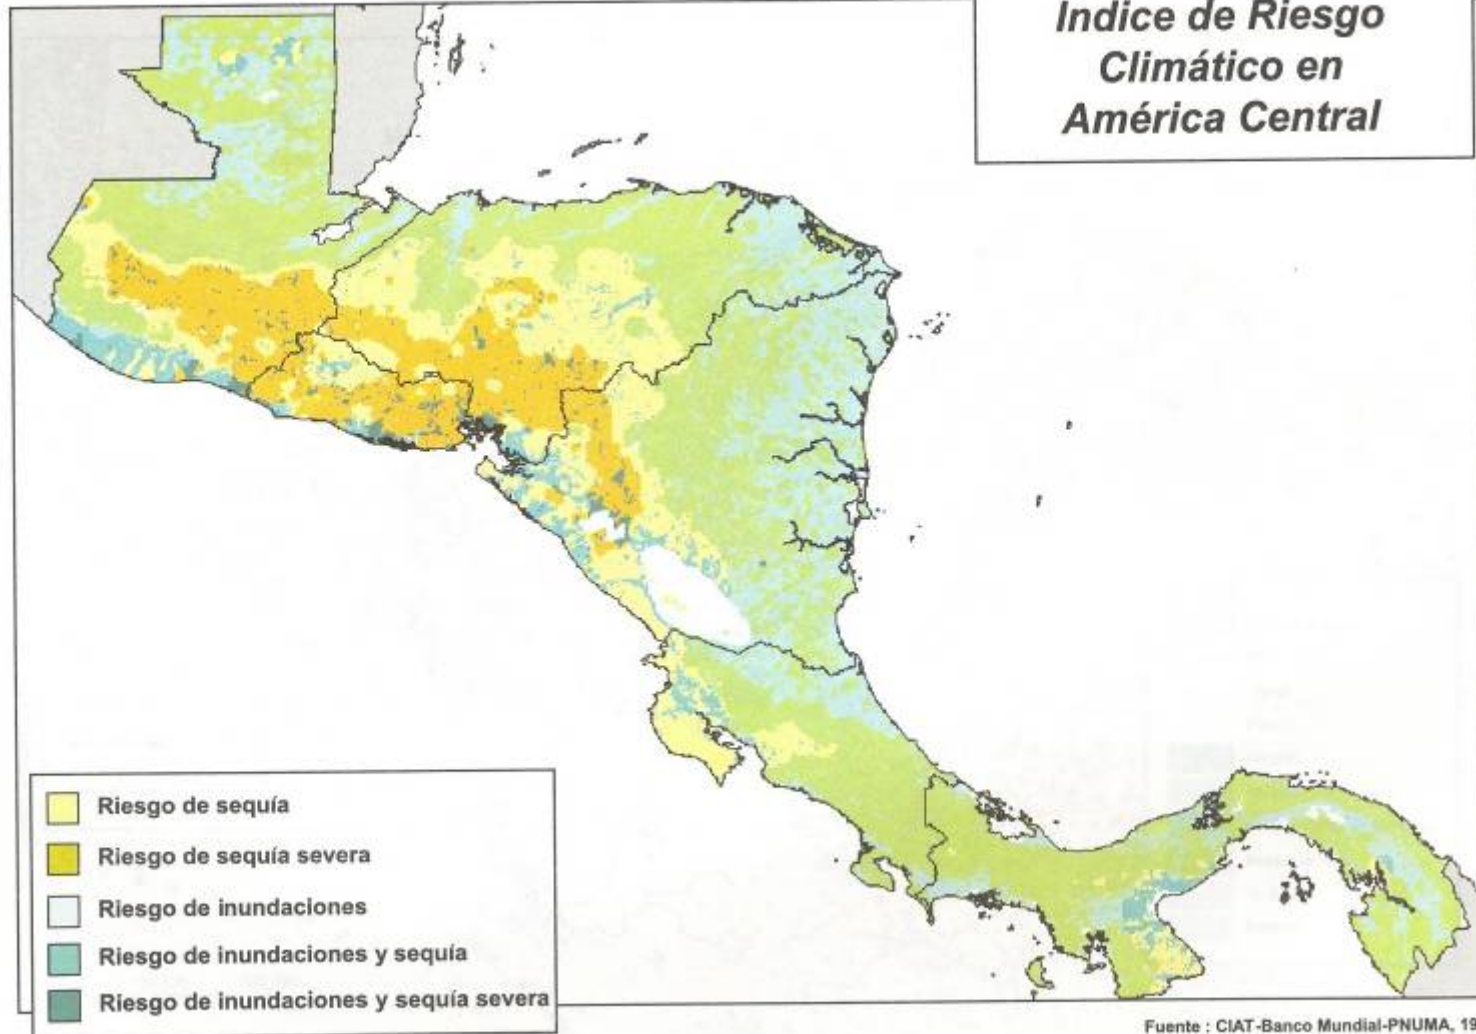 Indice de Riesgo
Climático en
América Central
Riesgo de sequía
Riesgo de sequía severa
Riesgo de inundaciones
Riesgo de inundaciones y sequía
Riesgo de inundaciones y sequía severa
Fuente : CIAT-Banco Mundial-PNUMA, 19